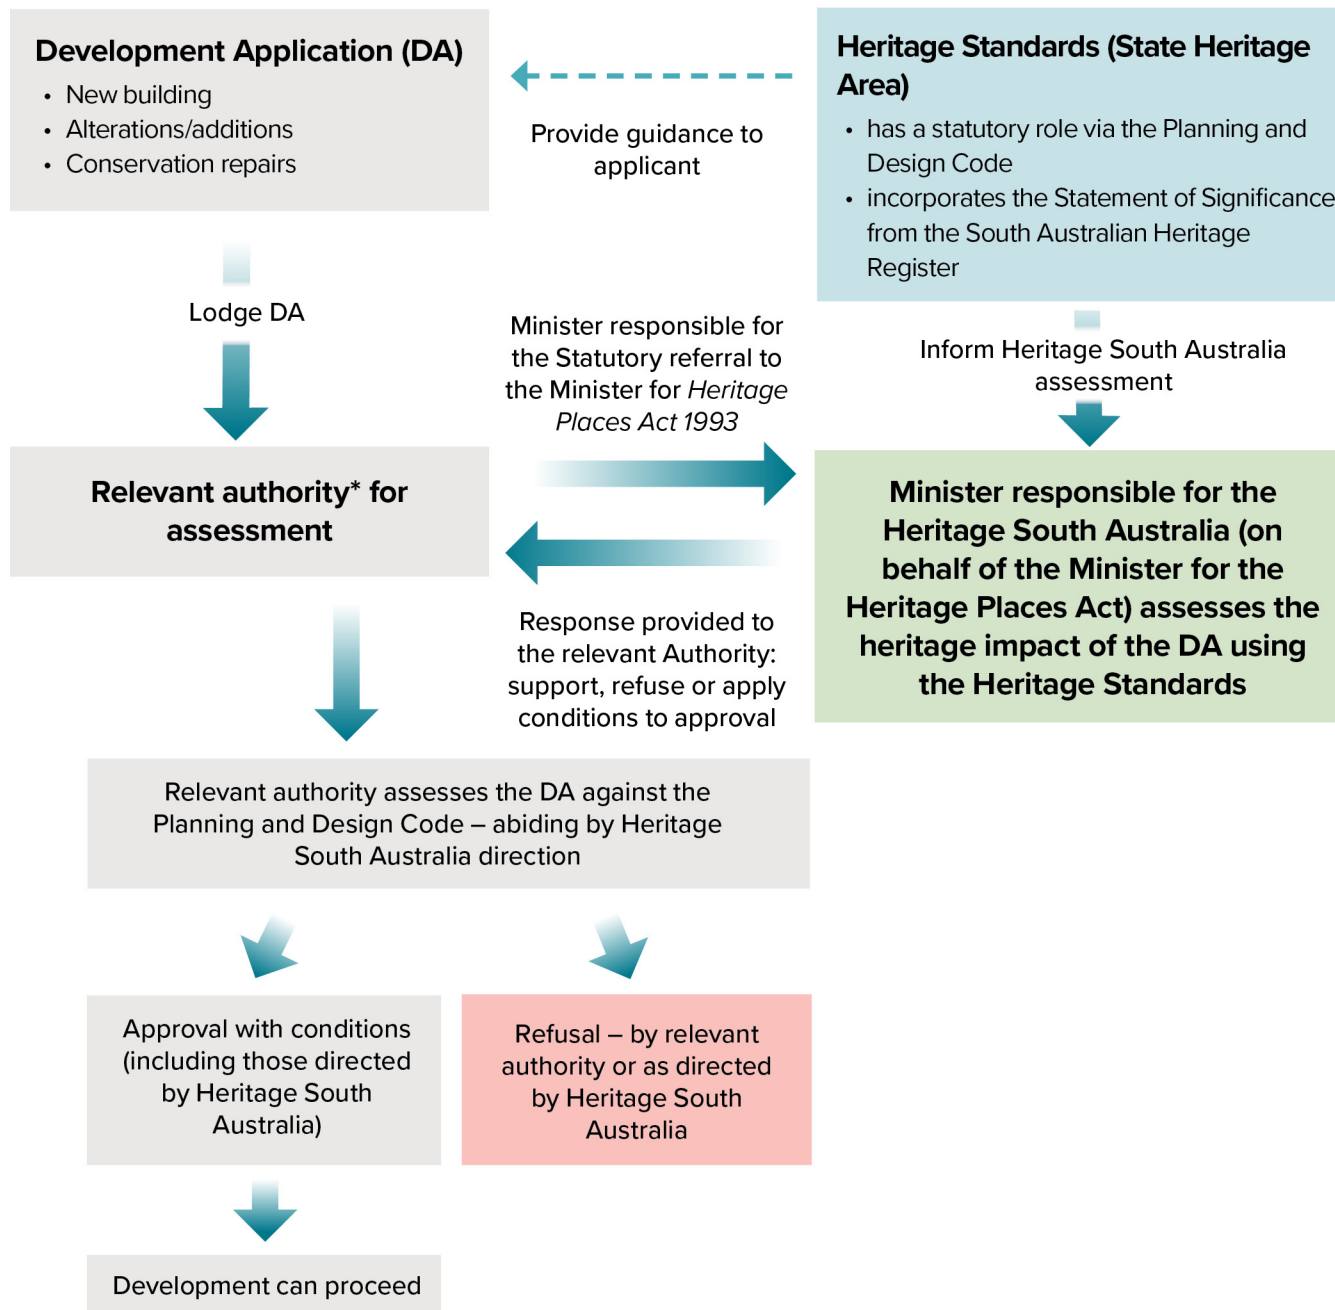 Development Application (DA)
• New building
• Alterations/additions
• Conservation repairs
Provide guidance to
applicant
Heritage Standards (State Heritage
Area)
• has a statutory role via the Planning and
Design Code
• incorporates the Statement of Significance
from the South Australian Heritage
Register
Lodge DA
Minister responsible for
the Statutory referral to
the Minister for Heritage
Places Act 1993
Inform Heritage South Australia
assessment
Relevant authority* for
assessment
Minister responsible for the
Heritage South Australia (on
behalf of the Minister for the
Heritage Places Act) assesses the
heritage impact of the DA using
the Heritage Standards
Response provided to
the relevant Authority:
support, refuse or apply
conditions to approval
Relevant authority assesses the DA against the
Planning and Design Code – abiding by Heritage
South Australia direction
Approval with conditions
(including those directed
by Heritage South
Australia)
Refusal – by relevant
authority or as directed
by Heritage South
Australia
Development can proceed